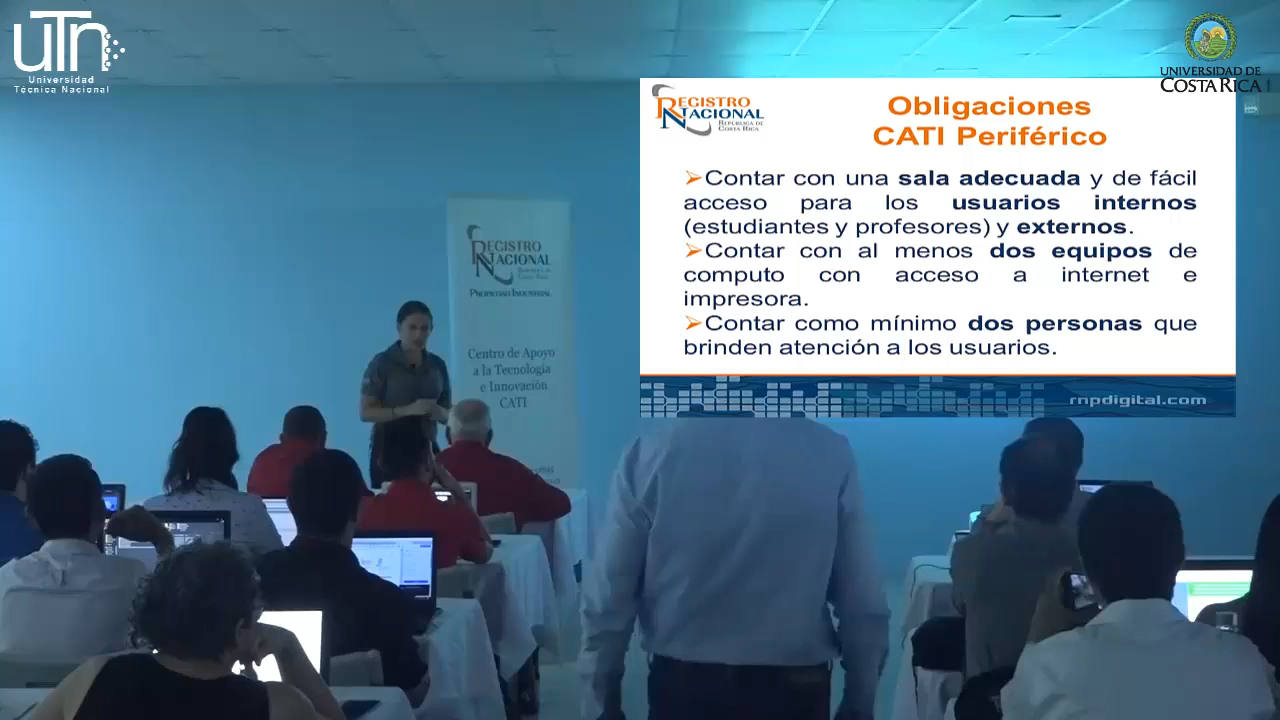 uTn
Universidad
Técnica Nacional
UNIVERSIDAD DE
COSTA RICA
REGISTRO
NACIONAL
REPUBLICA DE
COSTA RICA
Obligaciones
CATI Periférico
➢Contar con una sala adecuada y de fácil
acceso para los usuarios internos
(estudiantes y profesores) y externos.
➢Contar con al menos dos equipos de
computo con acceso a internet e
impresora.
➢Contar como mínimo dos personas que
brinden atención a los usuarios.
rnpdigital.com
REGISTRO
NACIONAL
PROPIEDAD INDUSTRIAL
Centro de Apoyo
a la Tecnología
e Innovación
CATI